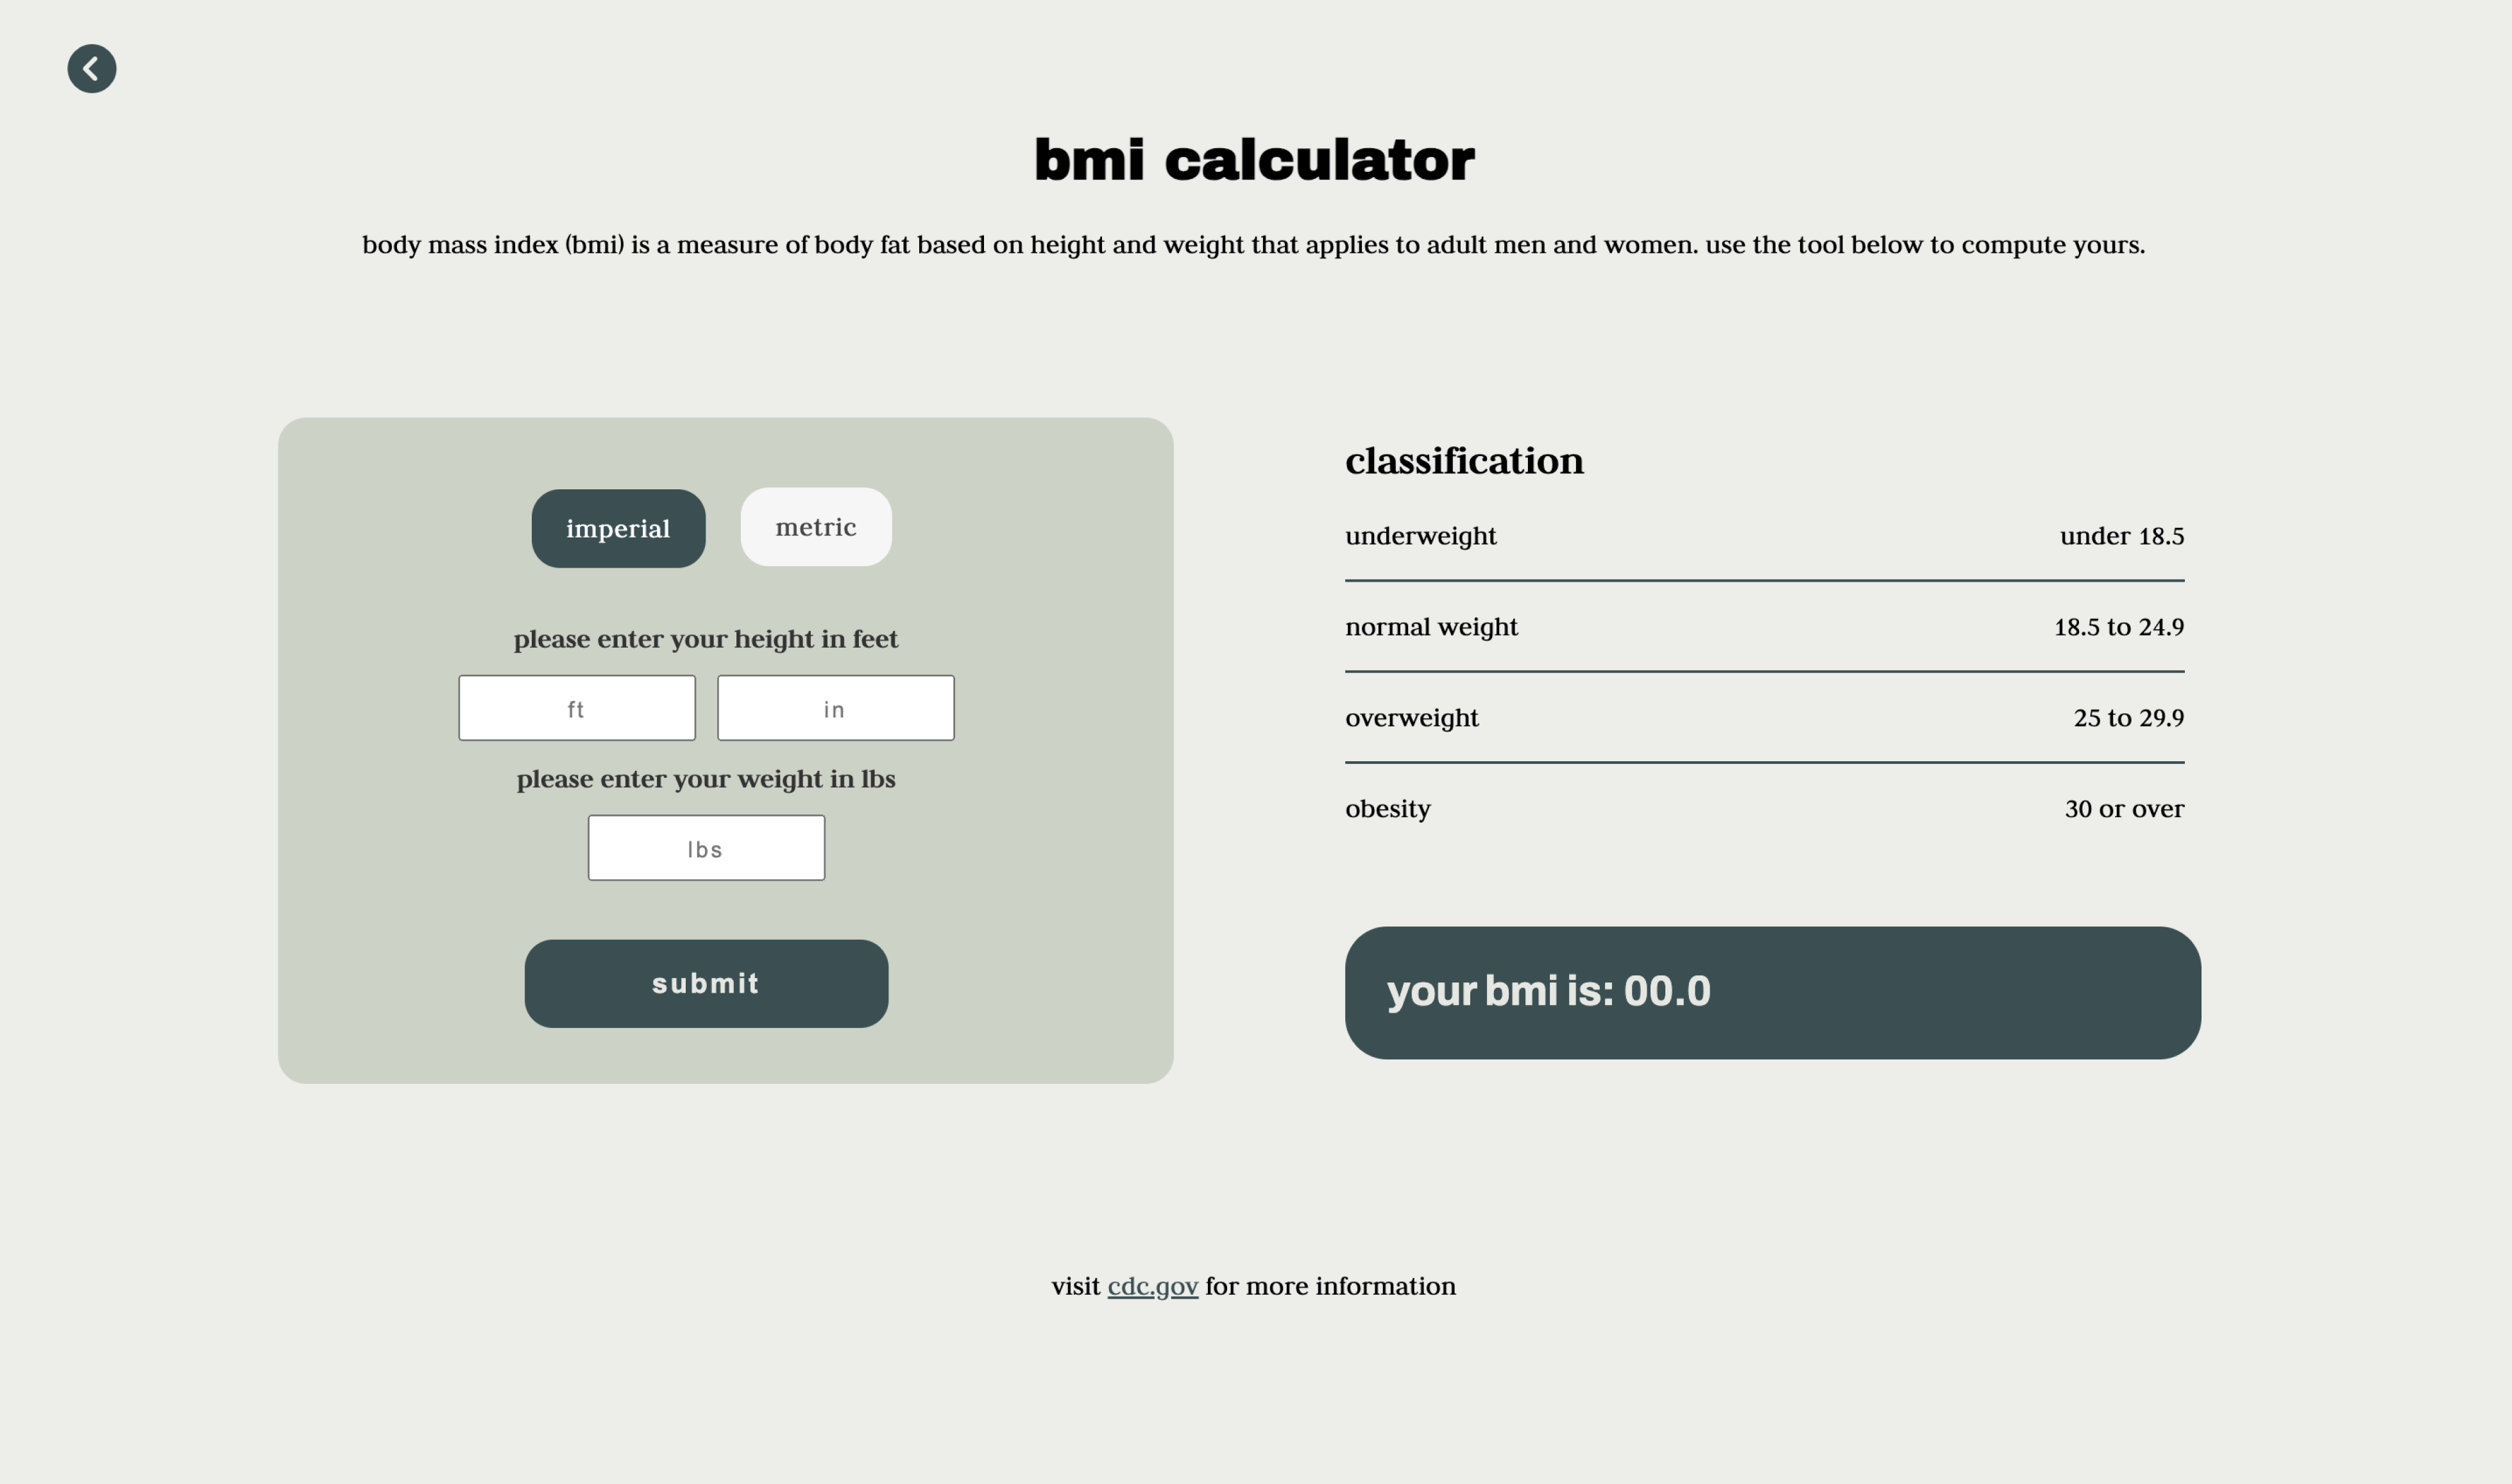 bmi calculator
body mass index (bmi) is a measure of body fat based on height and weight that applies to adult men and women. use the tool below to compute yours.
imperial
metric
please enter your height in feet
ft
in
please enter your weight in lbs
lbs
submit
classification
underweight under 18.5
normal weight 18.5 to 24.9
overweight 25 to 29.9
obesity 30 or over
your bmi is: 00.0
visit cdc.gov for more information